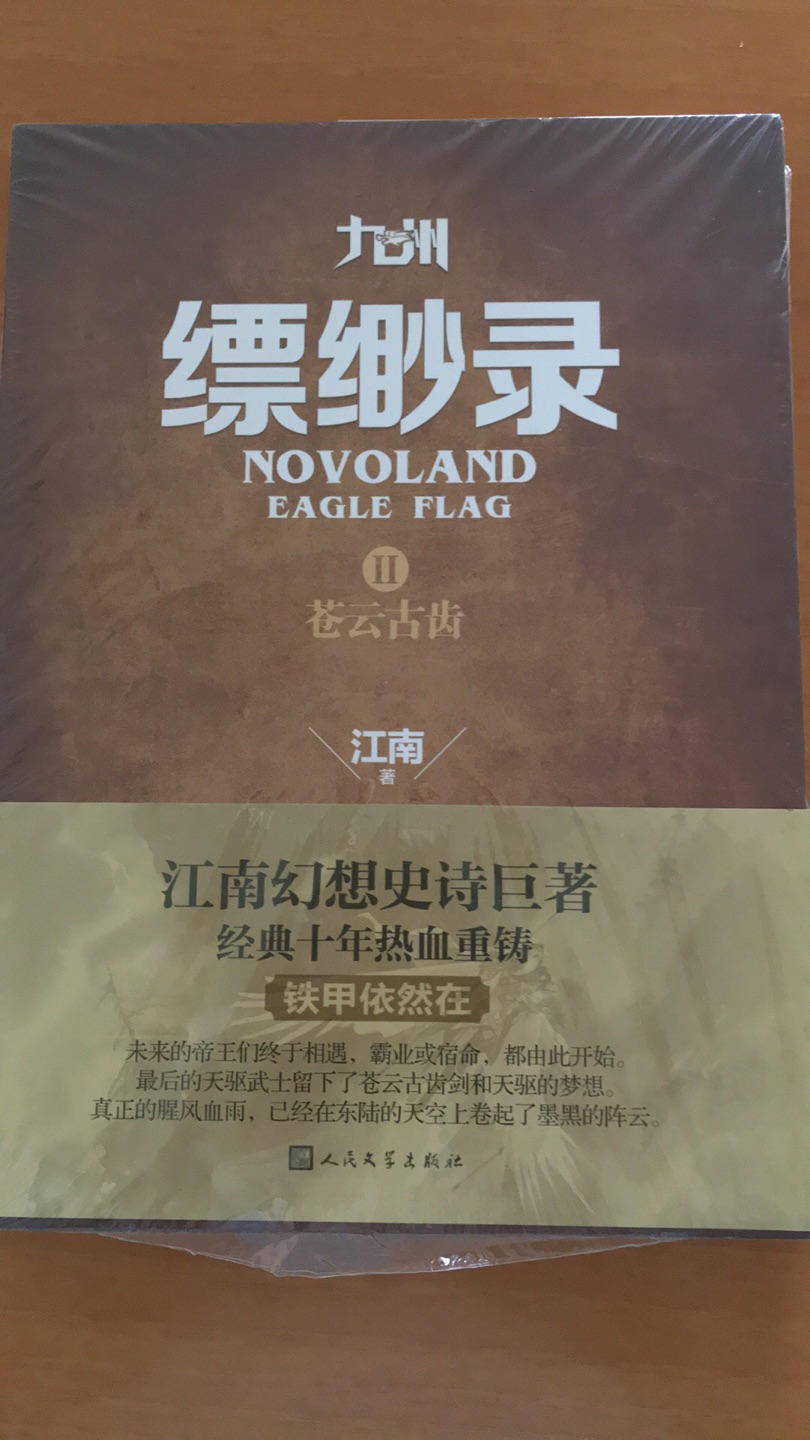 九州
缥缈录
NOVOLAND
EAGLE FLAG
II
苍云古齿
江南
著
江南幻想史诗巨著
经典十年热血重铸
铁甲依然在
未来的帝王们终于相遇，霸业或宿命，都由此开始。
最后的天驱武士留下了苍云古齿剑和天驱的梦想。
真正的腥风血雨，已经在东陆的天空上卷起了墨黑的阵云。
人民文学出版社